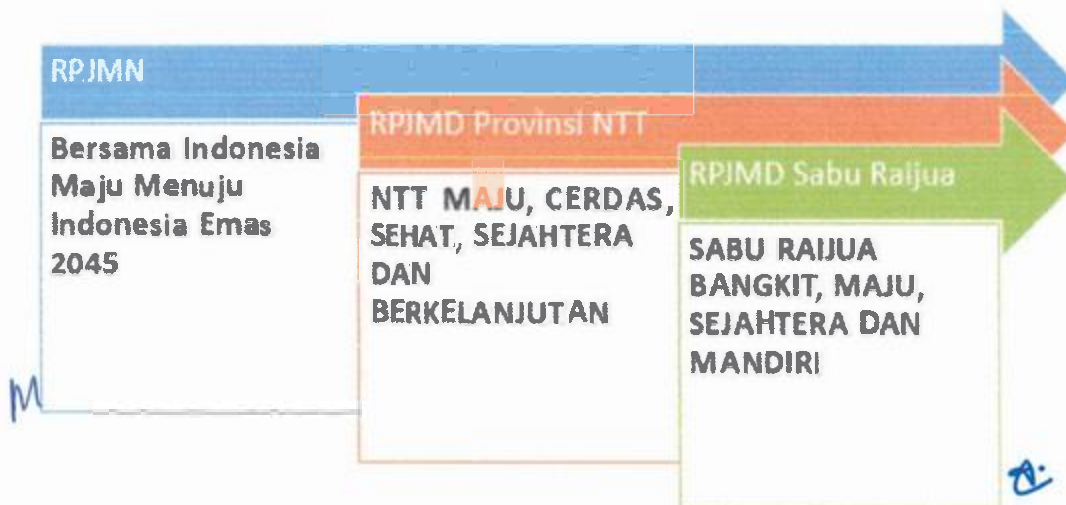 RPJMN
Bersama Indonesia
Maju Menuju
Indonesia Emas
2045
RPJMD Provinsi NTT
NTT MAJU, CERDAS,
SEHAT, SEJAHTERA
DAN
BERKELANJUTAN
RPJMD Sabu Raijua
SABU RAIJUA
BANGKIT, MAJU,
SEJAHTERA DAN
MANDIRI